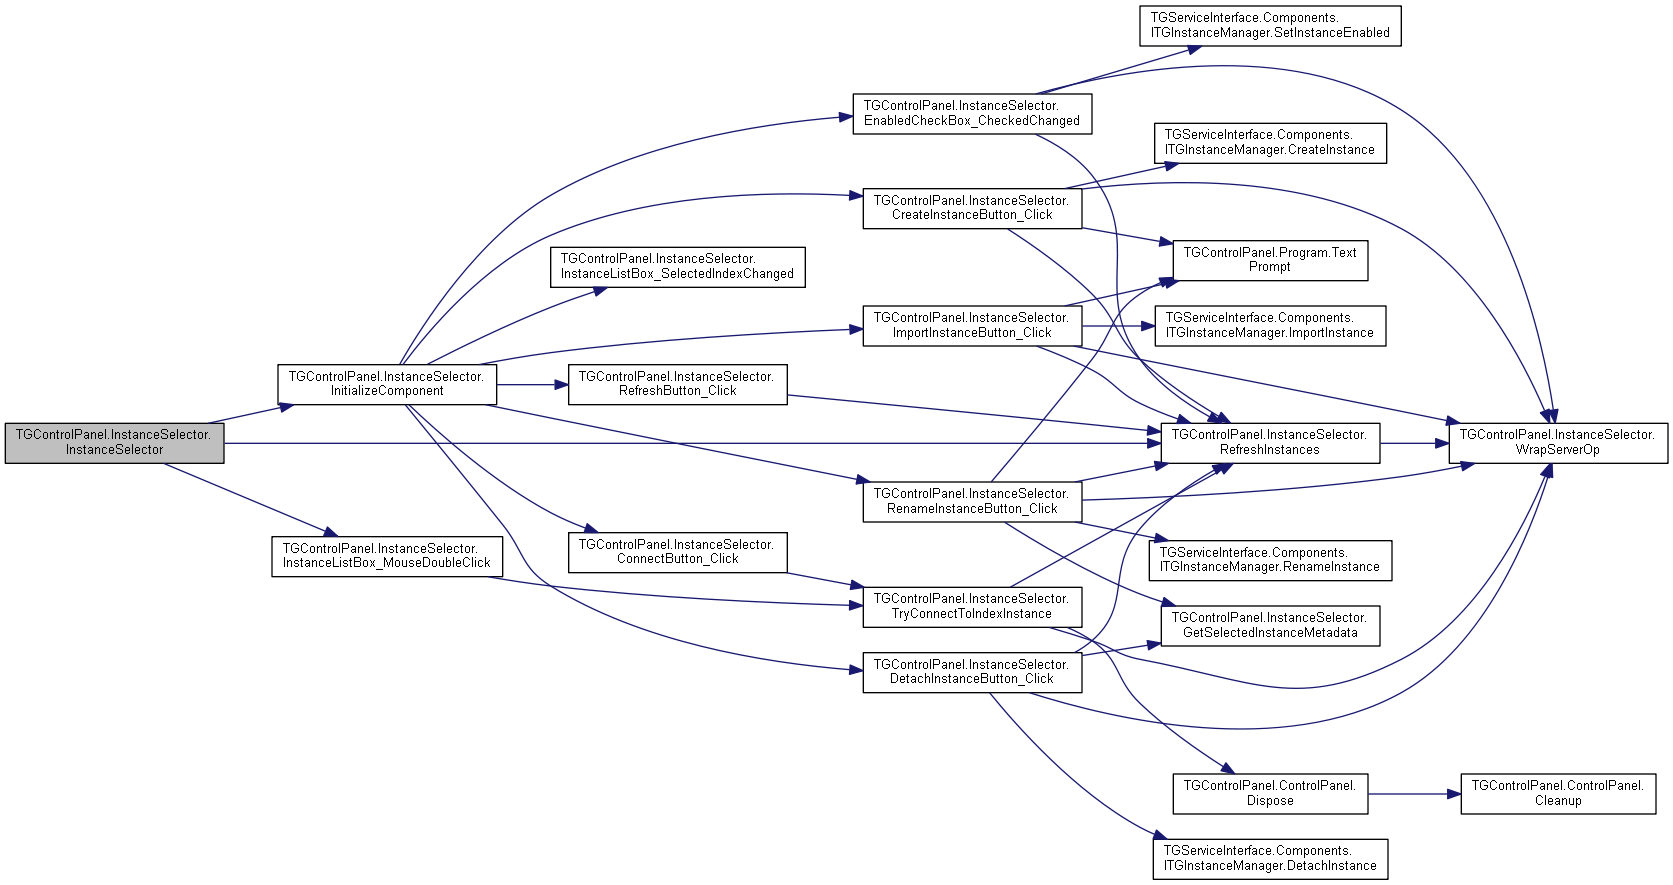 TGServiceInterface.Components.
ITGInstanceManager.SetInstanceEnabled
TGControlPanel.InstanceSelector.
EnabledCheckBox_CheckedChanged
TGServiceInterface.Components.
ITGInstanceManager.CreateInstance
TGControlPanel.InstanceSelector.
CreateInstanceButton_Click
TGControlPanel.Program.Text
Prompt
TGControlPanel.InstanceSelector.
InstanceListBox_SelectedIndexChanged
TGControlPanel.InstanceSelector.
ImportInstanceButton_Click
TGServiceInterface.Components.
ITGInstanceManager.ImportInstance
TGControlPanel.InstanceSelector.
InitializeComponent
TGControlPanel.InstanceSelector.
RefreshButton_Click
TGControlPanel.InstanceSelector.
InstanceSelector
TGControlPanel.InstanceSelector.
RefreshInstances
TGControlPanel.InstanceSelector.
WrapServerOp
TGControlPanel.InstanceSelector.
RenameInstanceButton_Click
TGControlPanel.InstanceSelector.
InstanceListBox_MouseDoubleClick
TGControlPanel.InstanceSelector.
ConnectButton_Click
TGServiceInterface.Components.
ITGInstanceManager.RenameInstance
TGControlPanel.InstanceSelector.
TryConnectToIndexInstance
TGControlPanel.InstanceSelector.
GetSelectedInstanceMetadata
TGControlPanel.InstanceSelector.
DetachInstanceButton_Click
TGControlPanel.ControlPanel.
Dispose
TGControlPanel.ControlPanel.
Cleanup
TGServiceInterface.Components.
ITGInstanceManager.DetachInstance